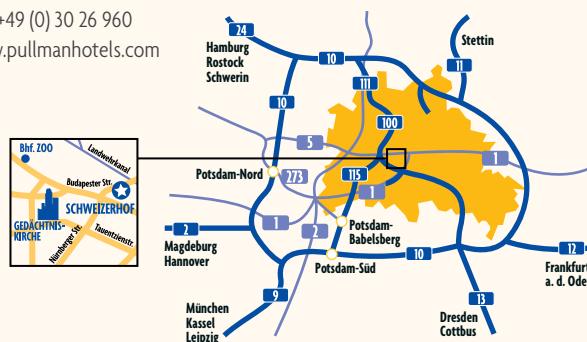 +49 (0) 30 26 960
w.pullmanhotels.com
24
Hamburg
Rostock
Schwerin
10
Stettin
11
111
10
100
5
1
Potsdam-Nord
273
115
1
Bhf. ZOO
Landwehrkanal
Budapester Str.
SCHWEIZERHOF
GEDÄCHTNIS-
KIRCHE
Nürnberger Str.
Tauentzienstr.
1
2
Potsdam-
Babelsberg
2
Magdeburg
Hannover
Potsdam-Süd
10
12
Frankfurt
a. d. Ode
9
München
Kassel
Leipzig
13
Dresden
Cottbus